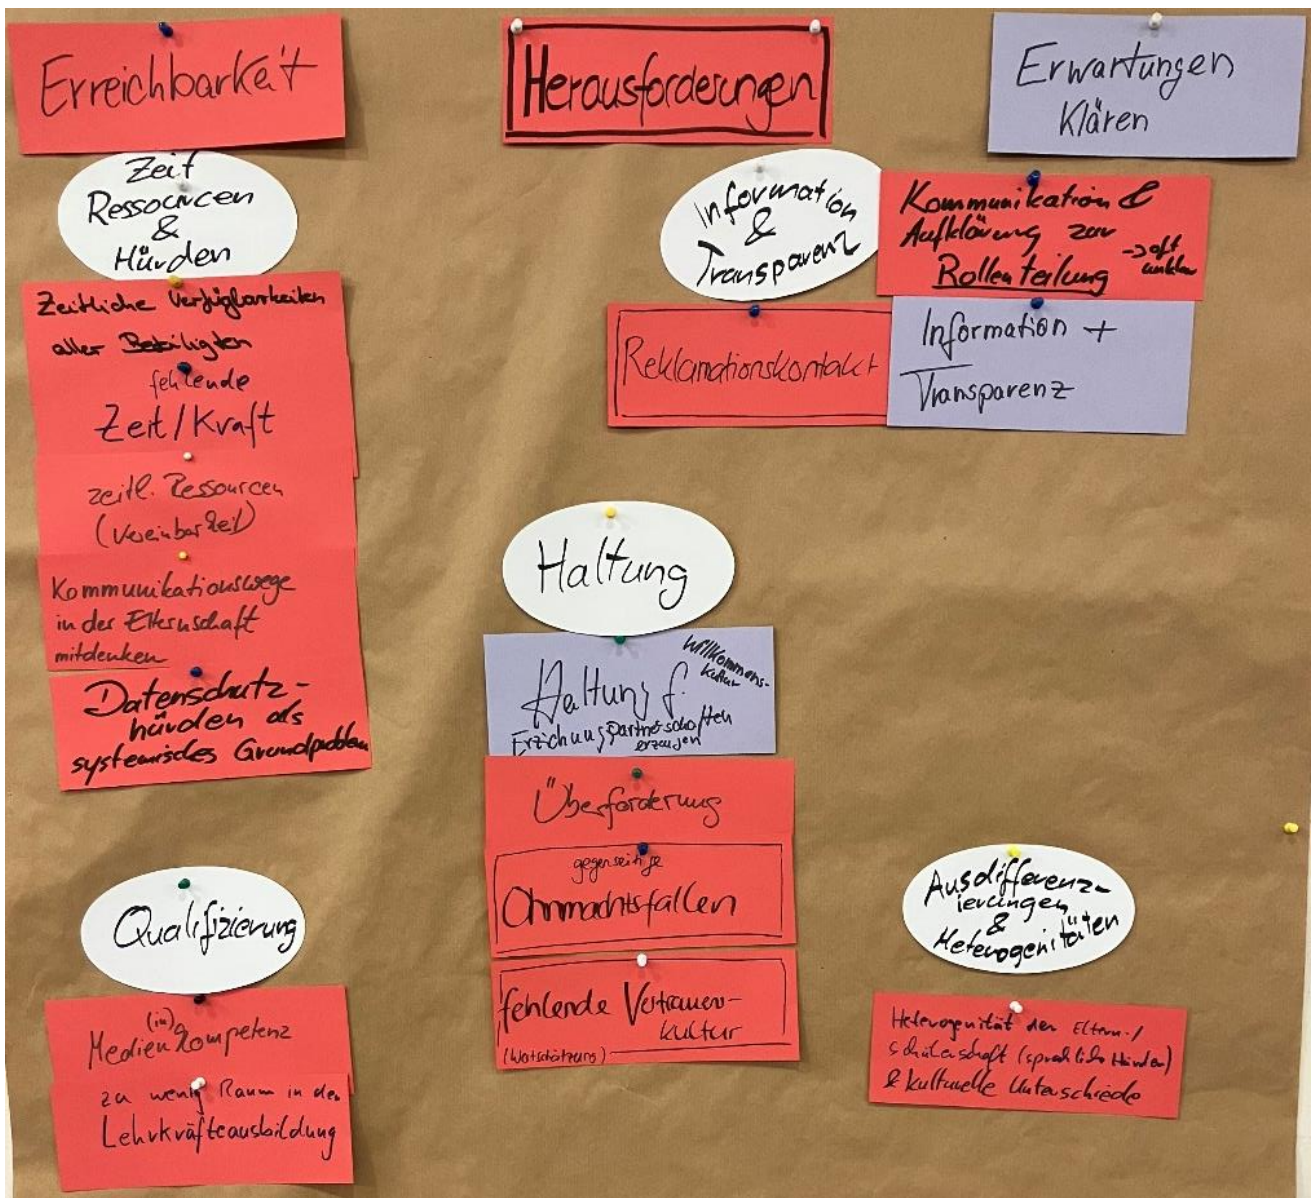 Erreichbarkeit
Herausforderungen
Erwartungen
Klären
Zeit
Ressourcen
&
Hürden
Zeitliche Verfügbarkeiten
aller Beteiligten
fehlende
Zeit/Kraft
zeitl. Ressourcen
(Vereinbarkeit)
Kommunikationswege
in der Elternschaft
mitdenken
Datenschutz-
hürden als
systemisches Grundproblem
Information
&
Transparenz
Kommunikation &
Aufklärung zur
Rollenteilung
-> oft
unklar
Reklamationskontakt
Information +
Transparenz
Haltung
Haltung f.
Willkommens-
kultur
Erziehungspartnerschaften
erzeugen
Überforderung
gegenseitige
Ohnmachtsfallen
fehlende Vertrauens-
kultur
(Wertschätzung)
Qualifizierung
(in)
Medienkompetenz
zu wenig Raum in der
Lehrkräfteausbildung
Ausdifferenz-
ierungen
&
Heterogenitäten
Heterogenität der Eltern-/
schülerschaft (sprachliche Hürden)
& kulturelle Unterschiede